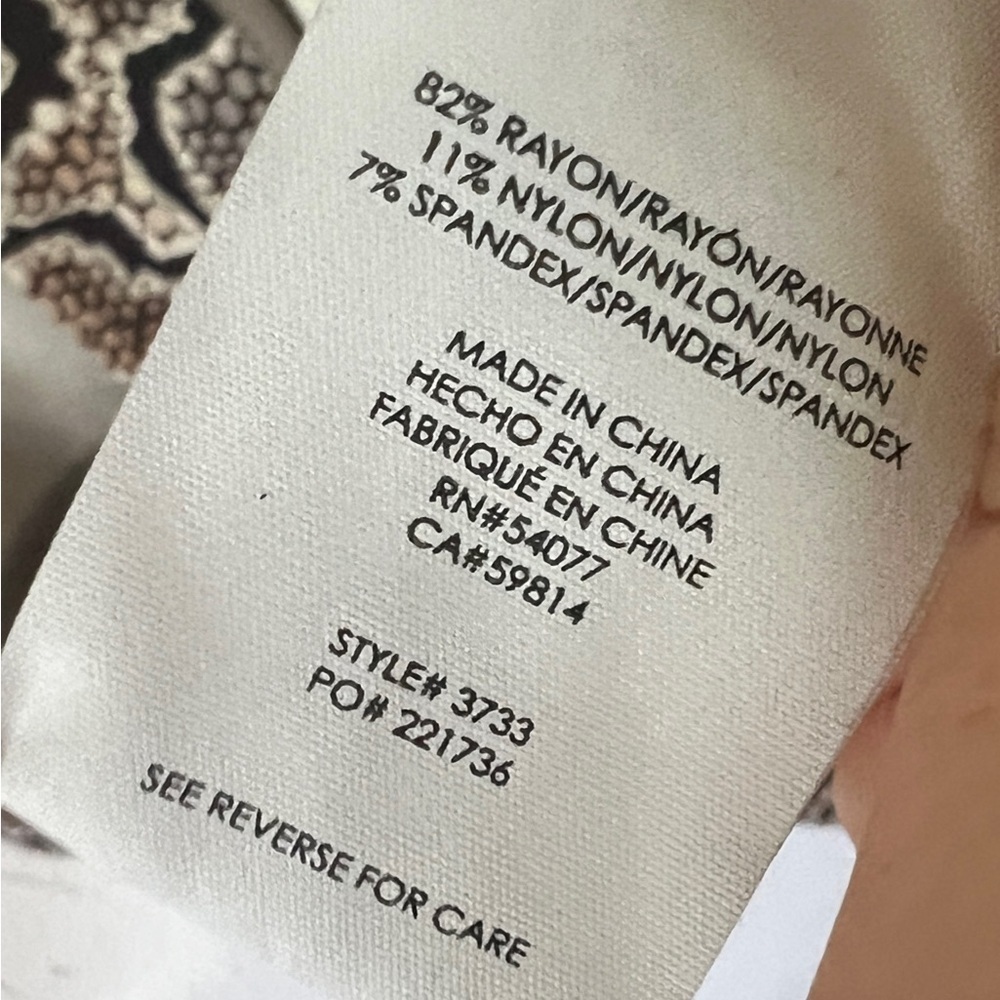 82% RAYON/RAYÓN/RAYONNE
11% NYLON/NYLON/NYLON
7% SPANDEX/SPANDEX/SPANDEX
MADE IN CHINA
HECHO EN CHINA
FABRIQUÉ EN CHINE
RN#54077
CA#59814
STYLE# 3733
PO# 221736
SEE REVERSE FOR CARE